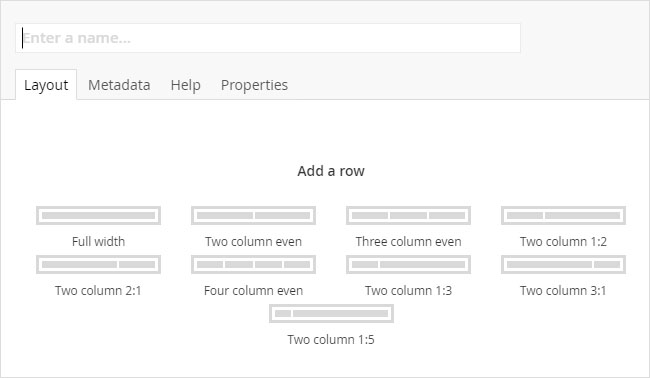 Enter a name...
Layout Metadata Help Properties
Add a row
Full width Two column even Three column even Two column 1:2
Two column 2:1 Four column even Two column 1:3 Two column 3:1
Two column 1:5